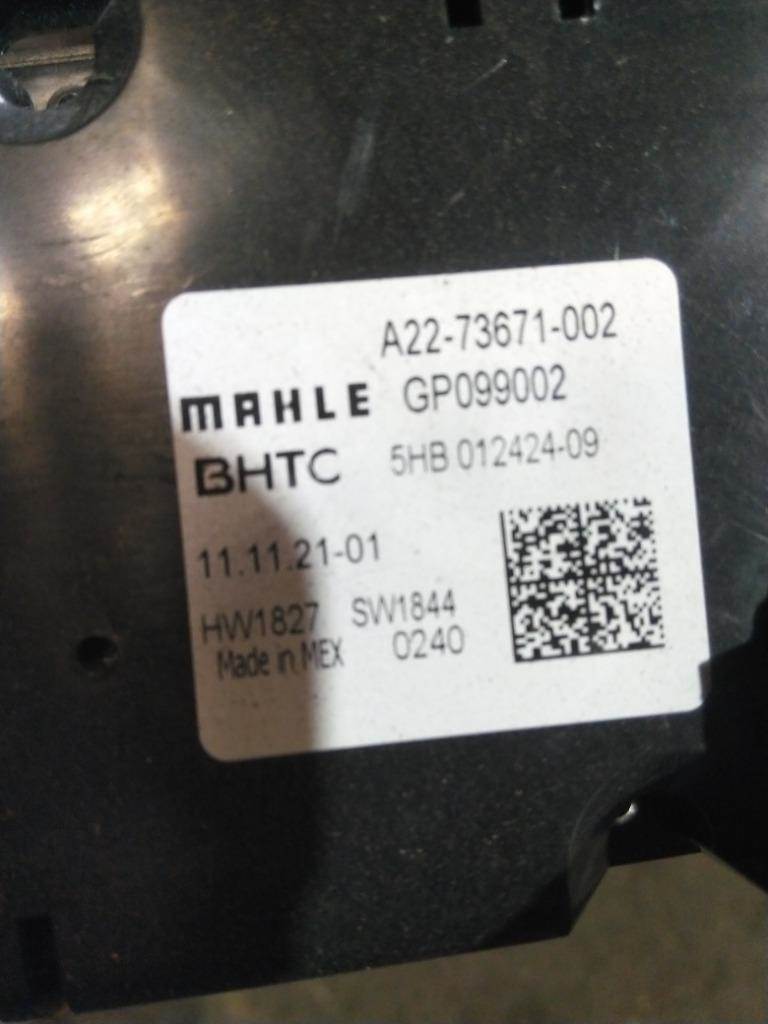 A22-73671-002
MAHLE GP099002
BHTC 5HB 012424-09
11.11.21-01
HW1827 SW1844
Made in MEX 0240